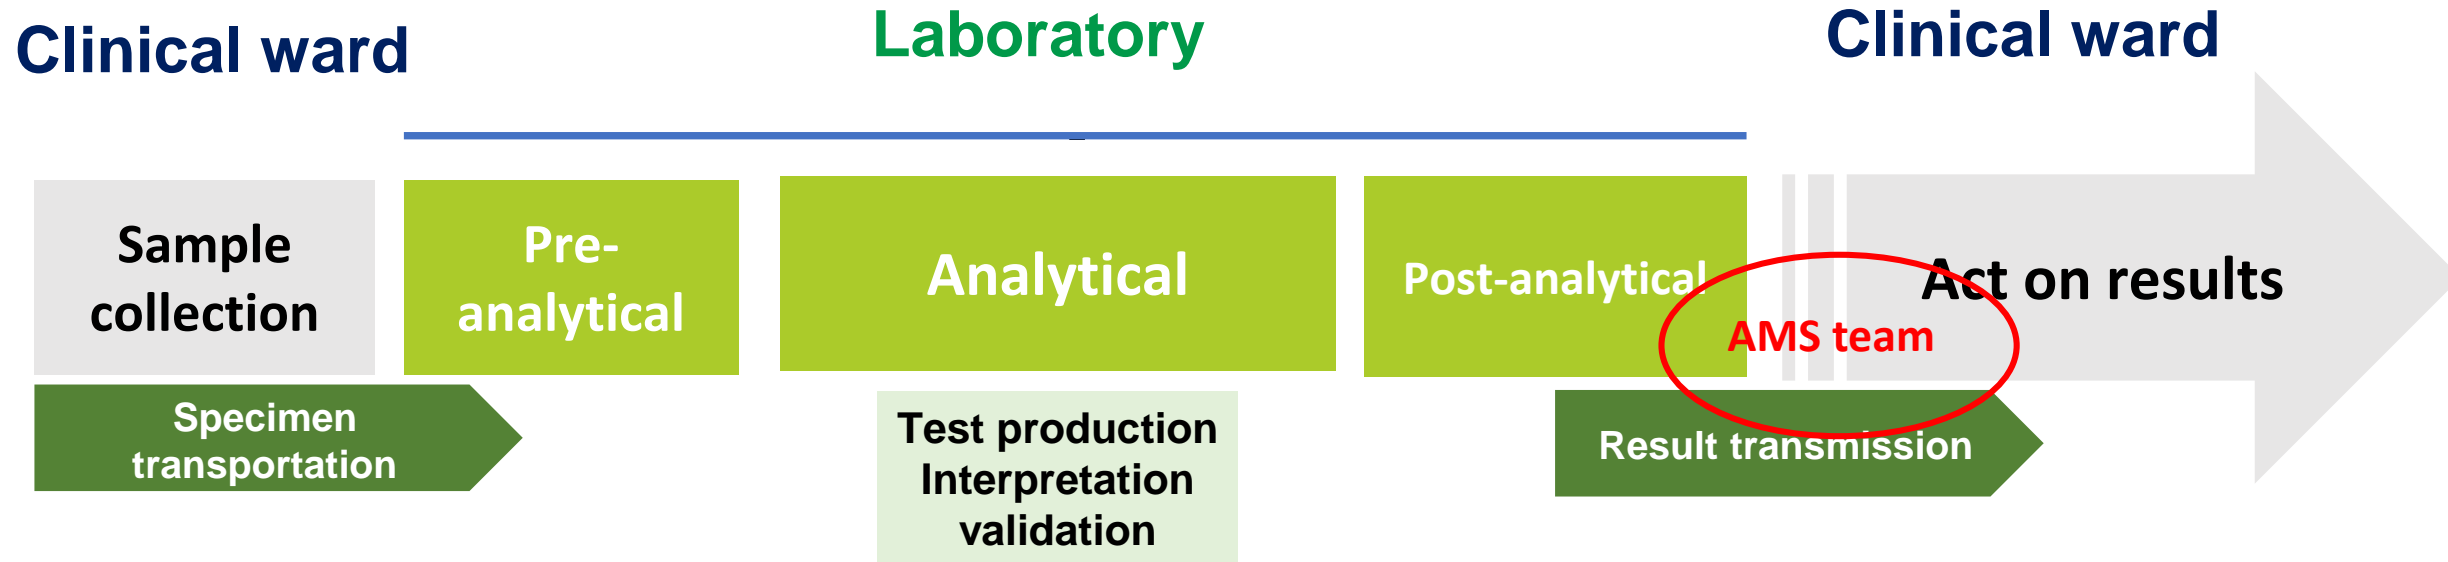 Clinical ward
Laboratory
Clinical ward
Sample
collection
Pre-
analytical
Analytical
Post-analytical
Act on results
AMS team
Specimen
transportation
Test production
Interpretation
validation
Result transmission